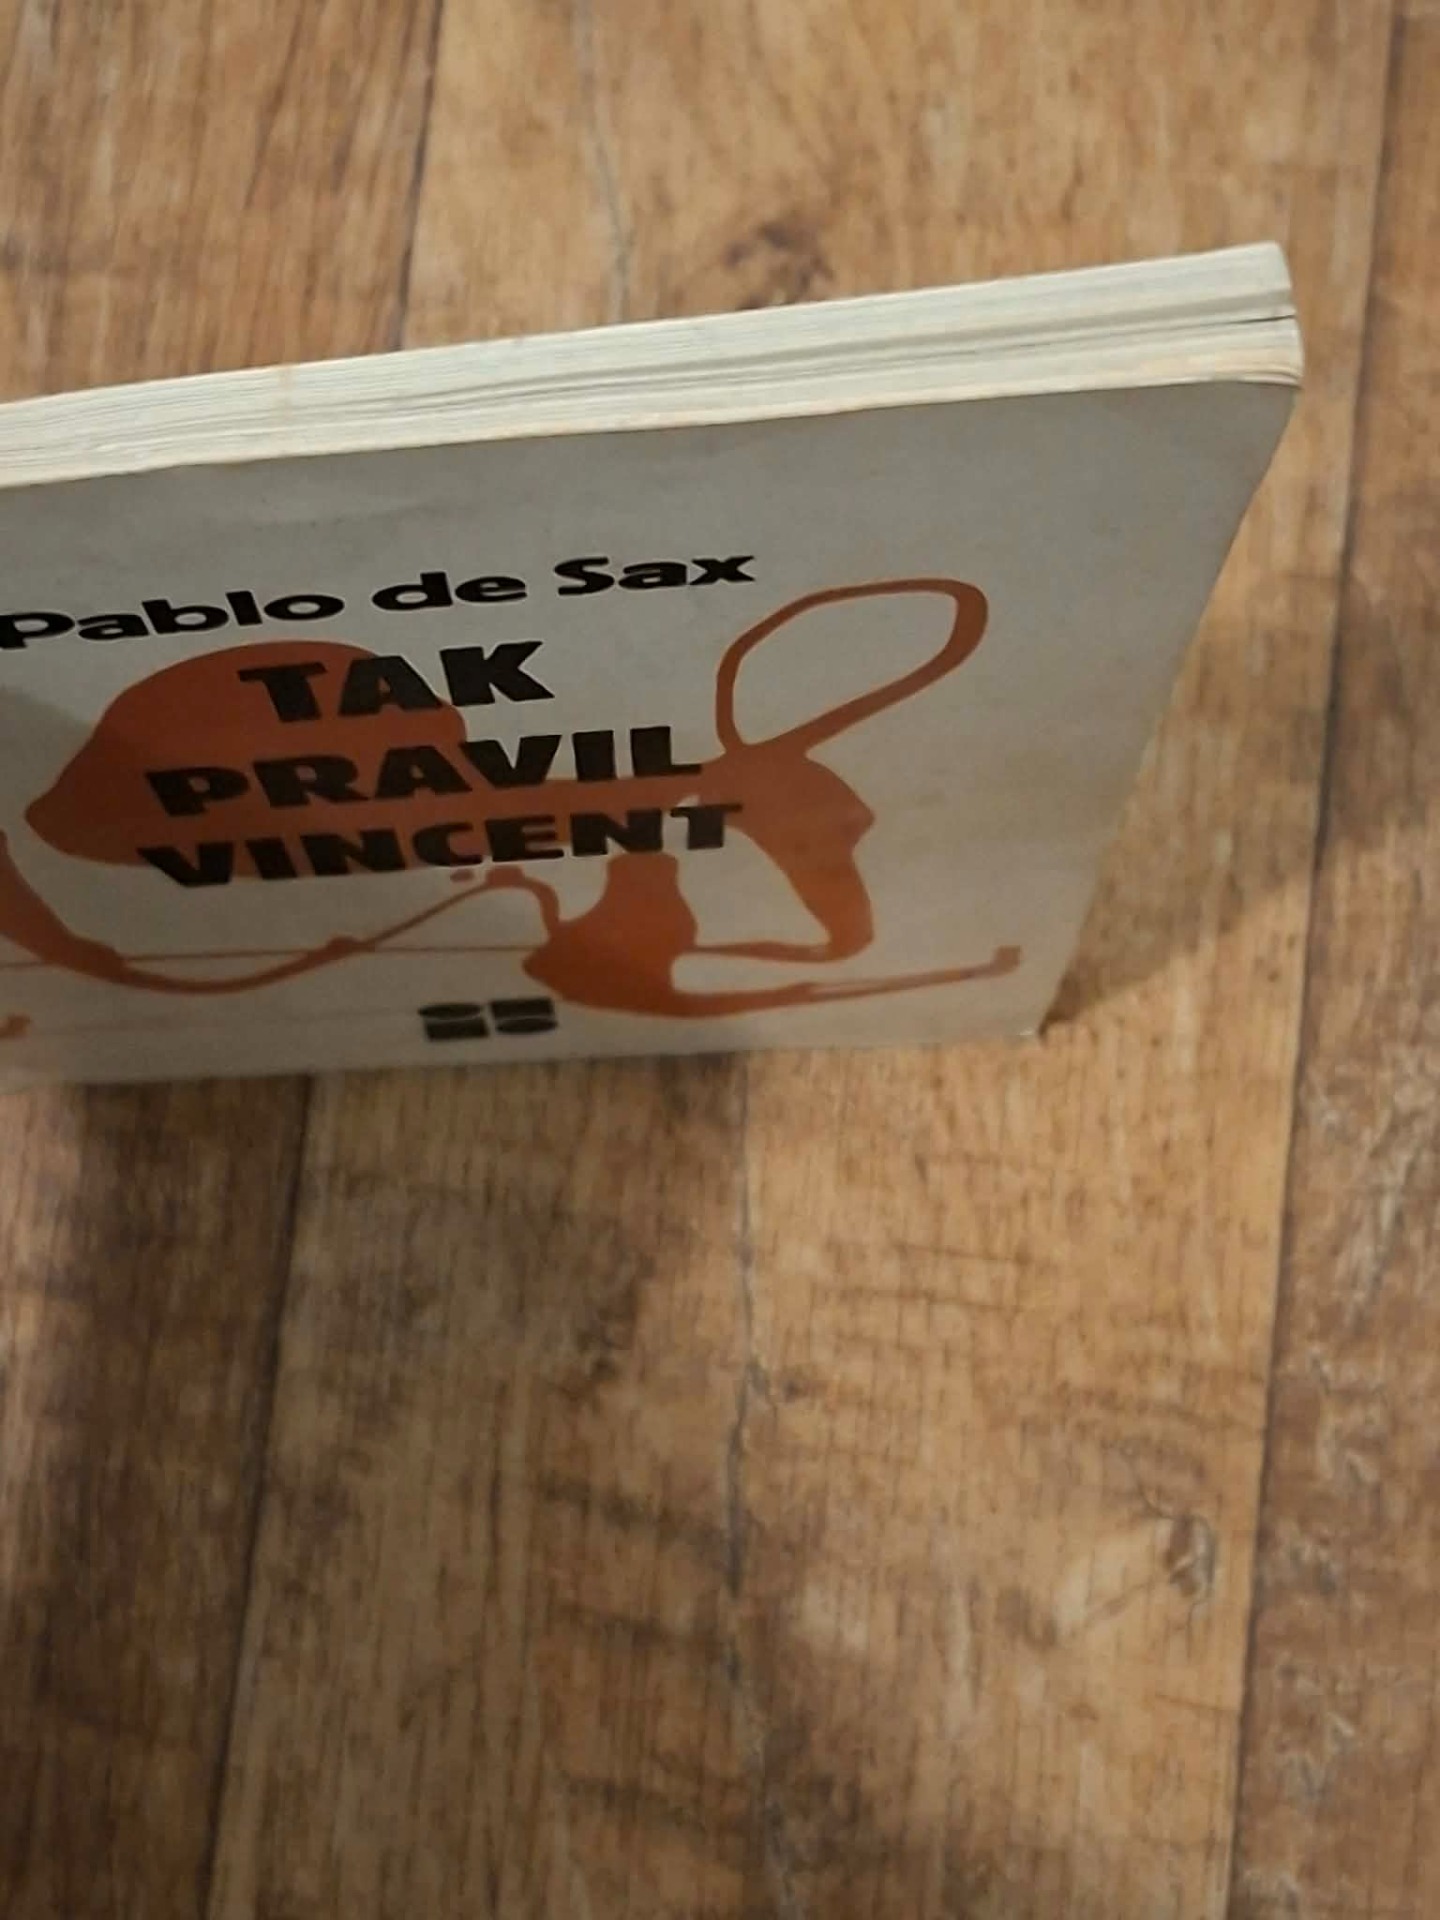 Pablo de Sax
TAK
PRAVIL
VINCENT